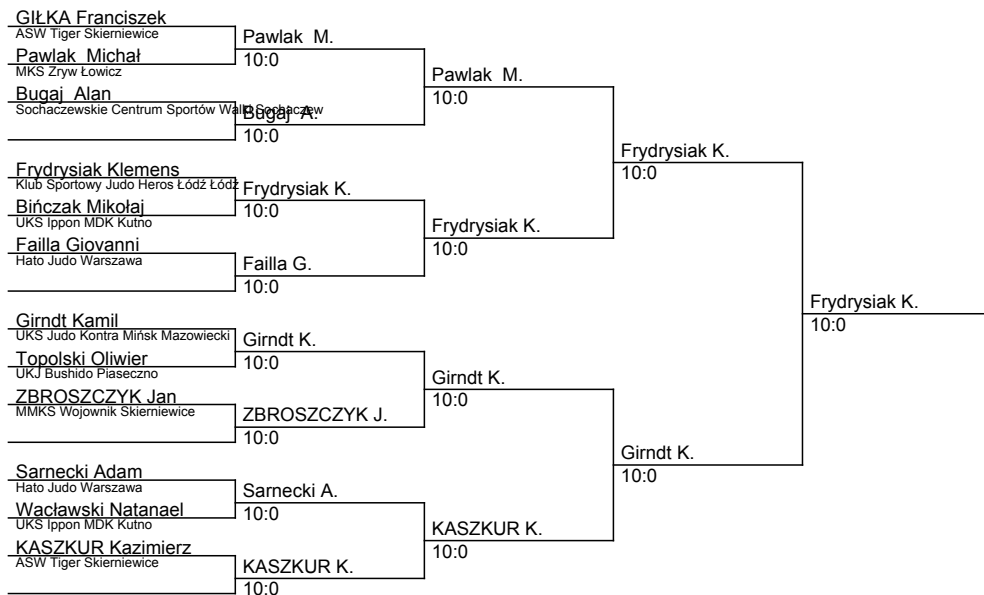 GIŁKA Franciszek
ASW Tiger Skierniewice
Pawlak M.
10:0
Pawlak Michał
MKS Zryw Łowicz
Pawlak M.
10:0
Bugaj Alan
Sochaczewskie Centrum Sportów Walki Sochaczew
Bugaj A.
10:0
Frydrysiak K.
10:0
Frydrysiak Klemens
Klub Sportowy Judo Heros Łódź Łódź
Frydrysiak K.
10:0
Bińczak Mikołaj
UKS Ippon MDK Kutno
Frydrysiak K.
10:0
Failla Giovanni
Hato Judo Warszawa
Failla G.
10:0
Frydrysiak K.
10:0
Girndt Kamil
UKS Judo Kontra Mińsk Mazowiecki
Girndt K.
10:0
Topolski Oliwier
UKJ Bushido Piaseczno
Girndt K.
10:0
ZBROSZCZYK Jan
MMKS Wojownik Skierniewice
ZBROSZCZYK J.
10:0
Girndt K.
10:0
Sarnecki Adam
Hato Judo Warszawa
Sarnecki A.
10:0
Wacławski Natanael
UKS Ippon MDK Kutno
KASZKUR K.
10:0
KASZKUR Kazimierz
ASW Tiger Skierniewice
KASZKUR K.
10:0